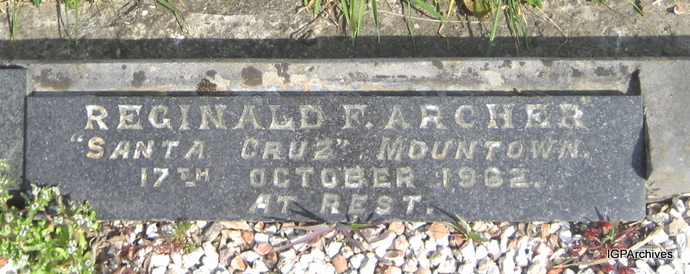 REGINALD F. ARCHER
"SANTA CRUZ", MOUNTOWN.
17TH OCTOBER 1962.
AT REST.
IGPArchives